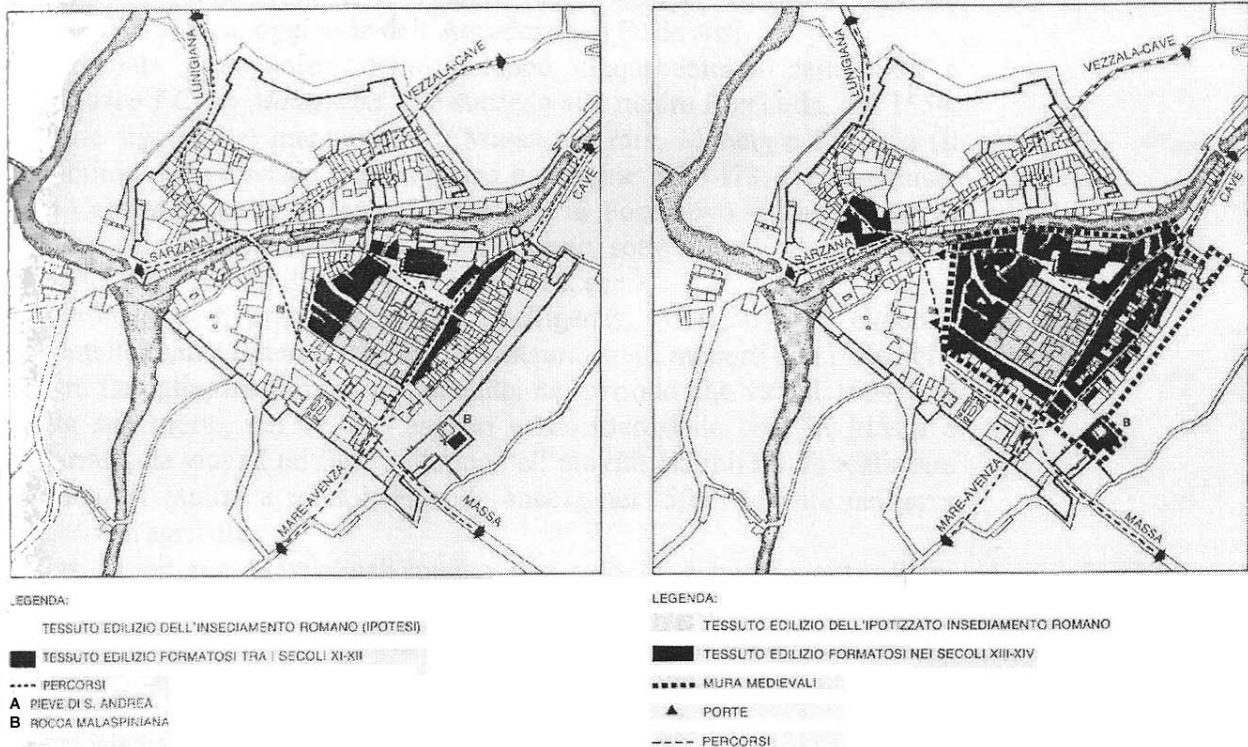 LUNIGIANA
VEZZALA-CAVE
CAVE
SARZANA
A
B
MARE-AVENZA
MASSA
LEGENDA:
TESSUTO EDILIZIO DELL'INSEDIAMENTO ROMANO (IPOTESI)
TESSUTO EDILIZIO FORMATOSI TRA I SECOLI XI-XII
PERCORSI
A PIEVE DI S. ANDREA
B ROCCA MALASPINIANA
LUNIGIANA
VEZZALA-CAVE
CAVE
SARZANA
A
B
MARE-AVENZA
MASSA
LEGENDA:
TESSUTO EDILIZIO DELL'IPOTIZZATO INSEDIAMENTO ROMANO
TESSUTO EDILIZIO FORMATOSI NEI SECOLI XIII-XIV
MURA MEDIEVALI
PORTE
PERCORSI